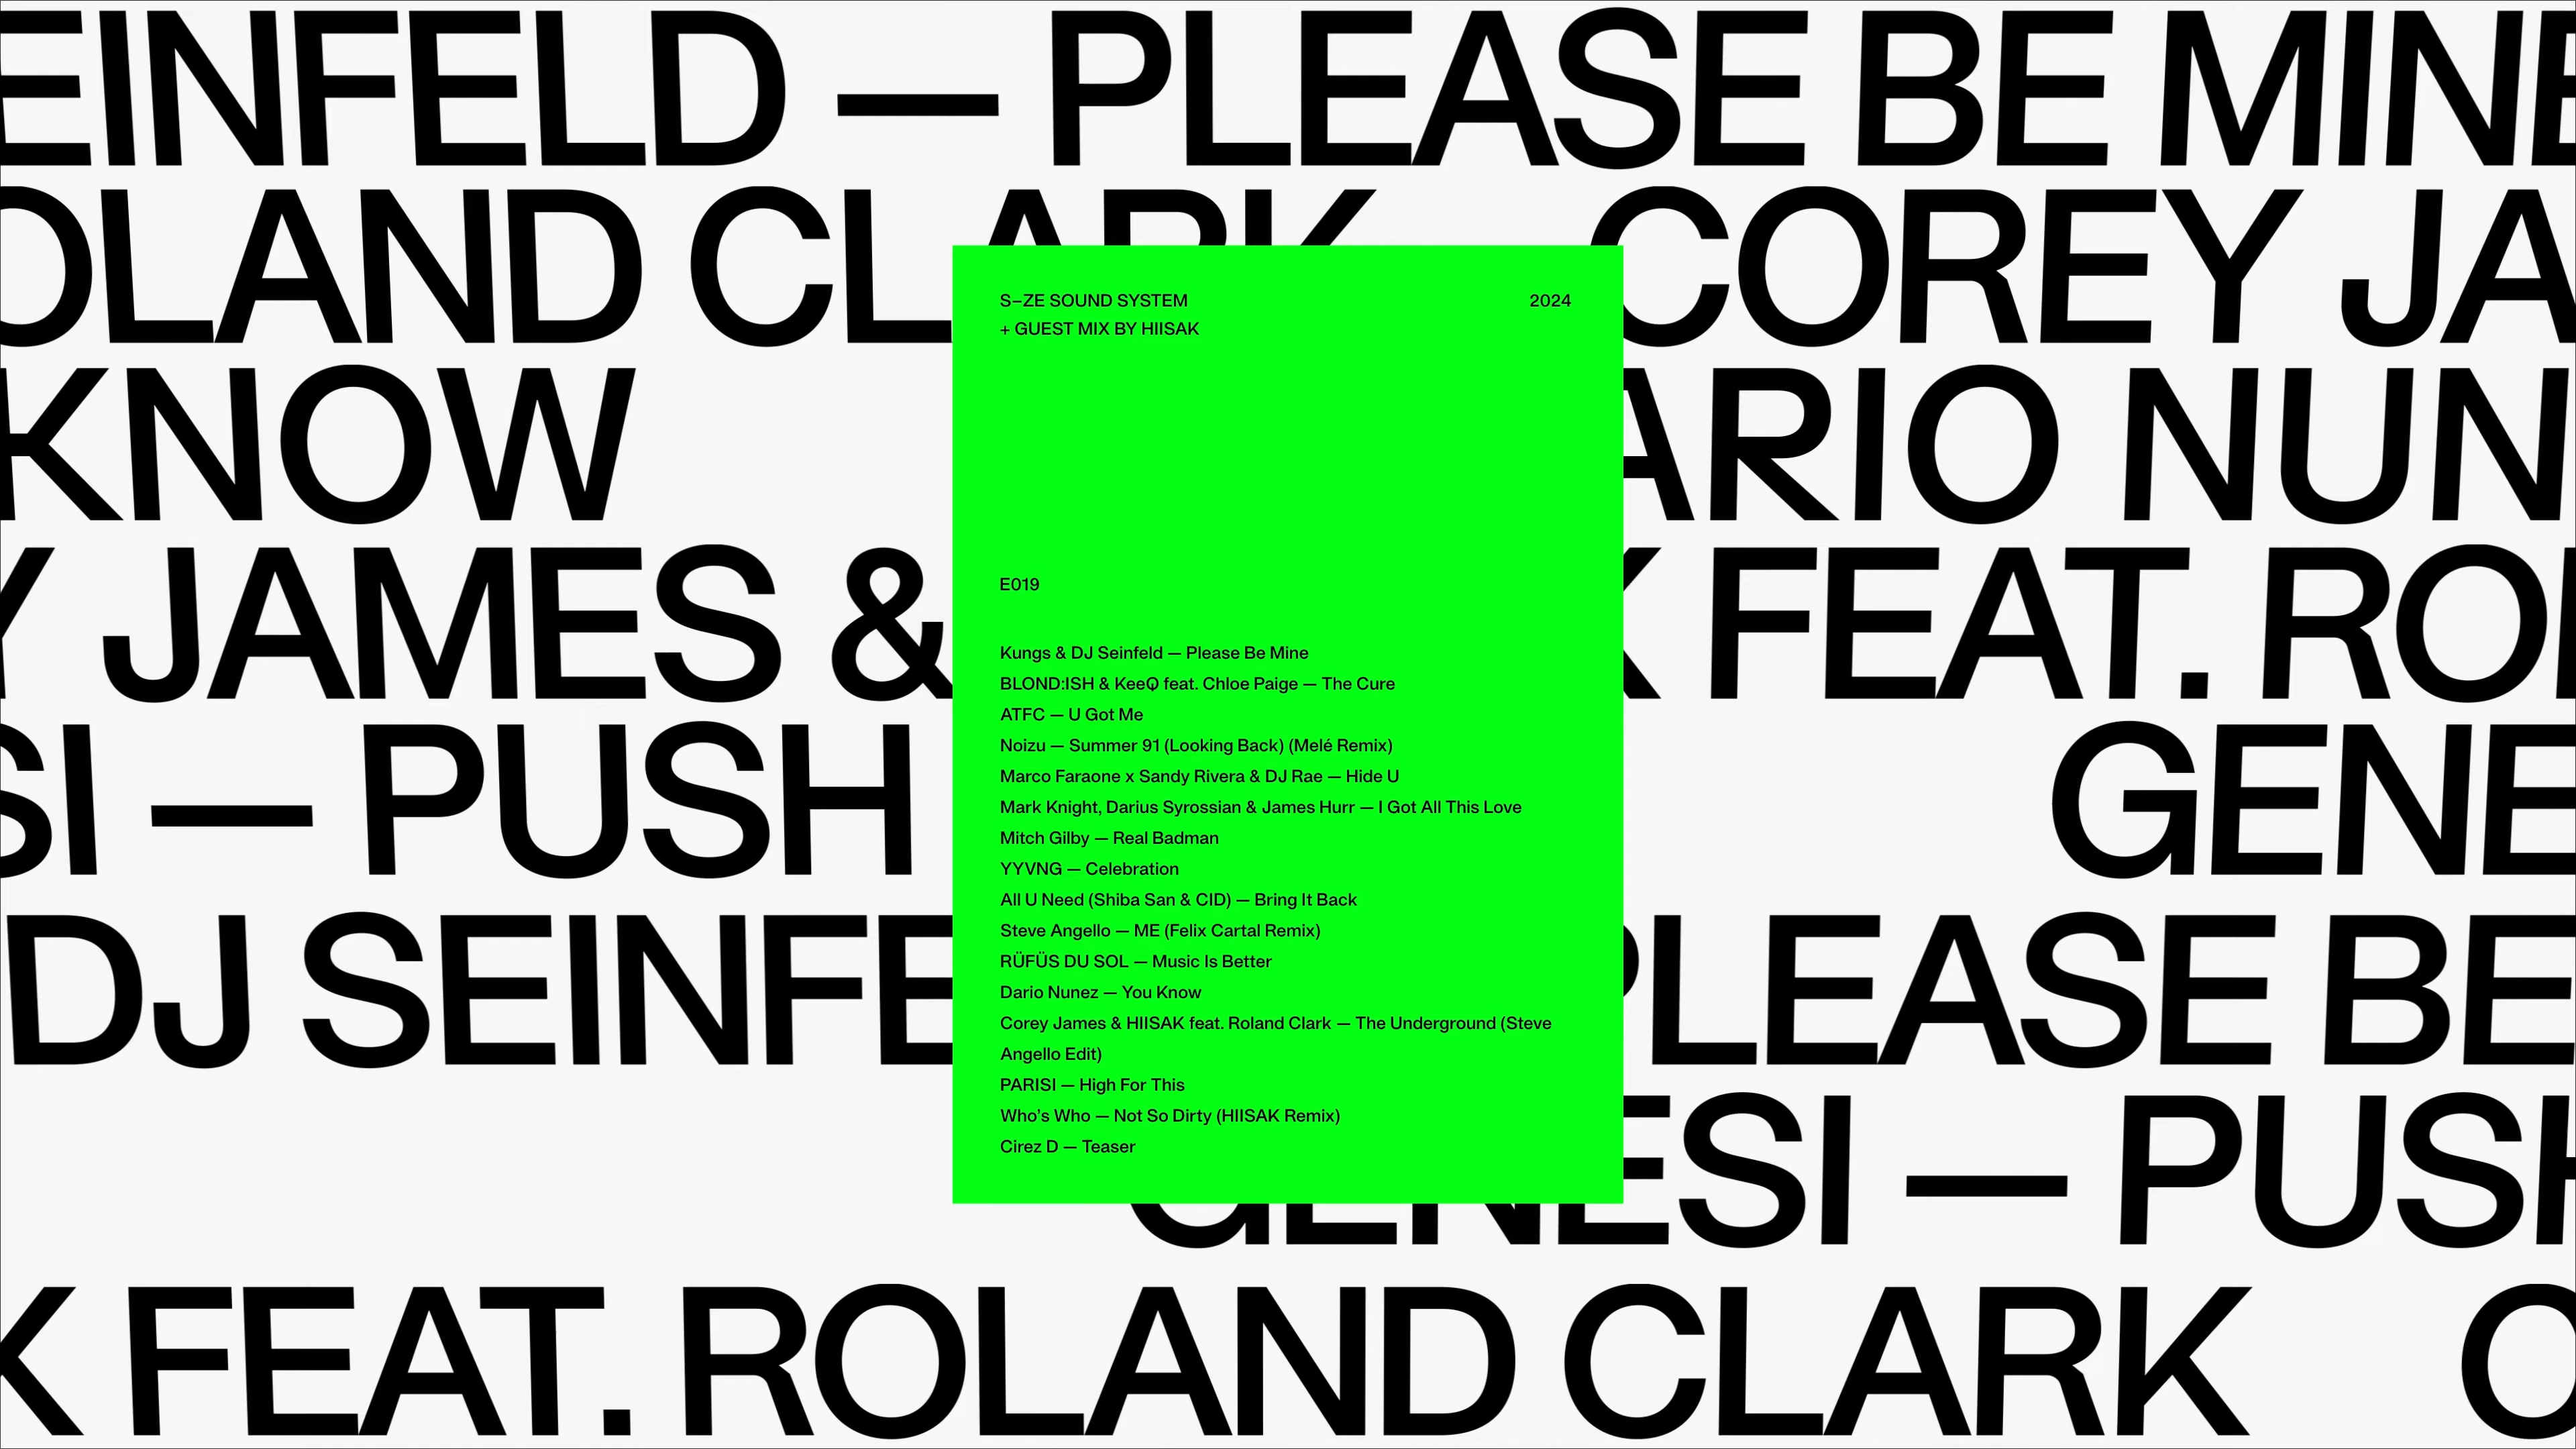 EINFELD — PLEASE BE MINE
OLAND CLARK COREY JA
KNOW ARIO NUN
Y JAMES & K FEAT. ROL
SI — PUSH GENE
DJ SEINFE PLEASE BE
GENESI — PUSH
K FEAT. ROLAND CLARK
S–ZE SOUND SYSTEM 2024
+ GUEST MIX BY HIISAK
E019
Kungs & DJ Seinfeld — Please Be Mine
BLOND:ISH & KeeQ feat. Chloe Paige — The Cure
ATFC — U Got Me
Noizu — Summer 91 (Looking Back) (Melé Remix)
Marco Faraone x Sandy Rivera & DJ Rae — Hide U
Mark Knight, Darius Syrossian & James Hurr — I Got All This Love
Mitch Gilby — Real Badman
YYVNG — Celebration
All U Need (Shiba San & CID) — Bring It Back
Steve Angello — ME (Felix Cartal Remix)
RÜFÜS DU SOL — Music Is Better
Dario Nunez — You Know
Corey James & HIISAK feat. Roland Clark — The Underground (Steve
Angello Edit)
PARISI — High For This
Who’s Who — Not So Dirty (HIISAK Remix)
Cirez D — Teaser